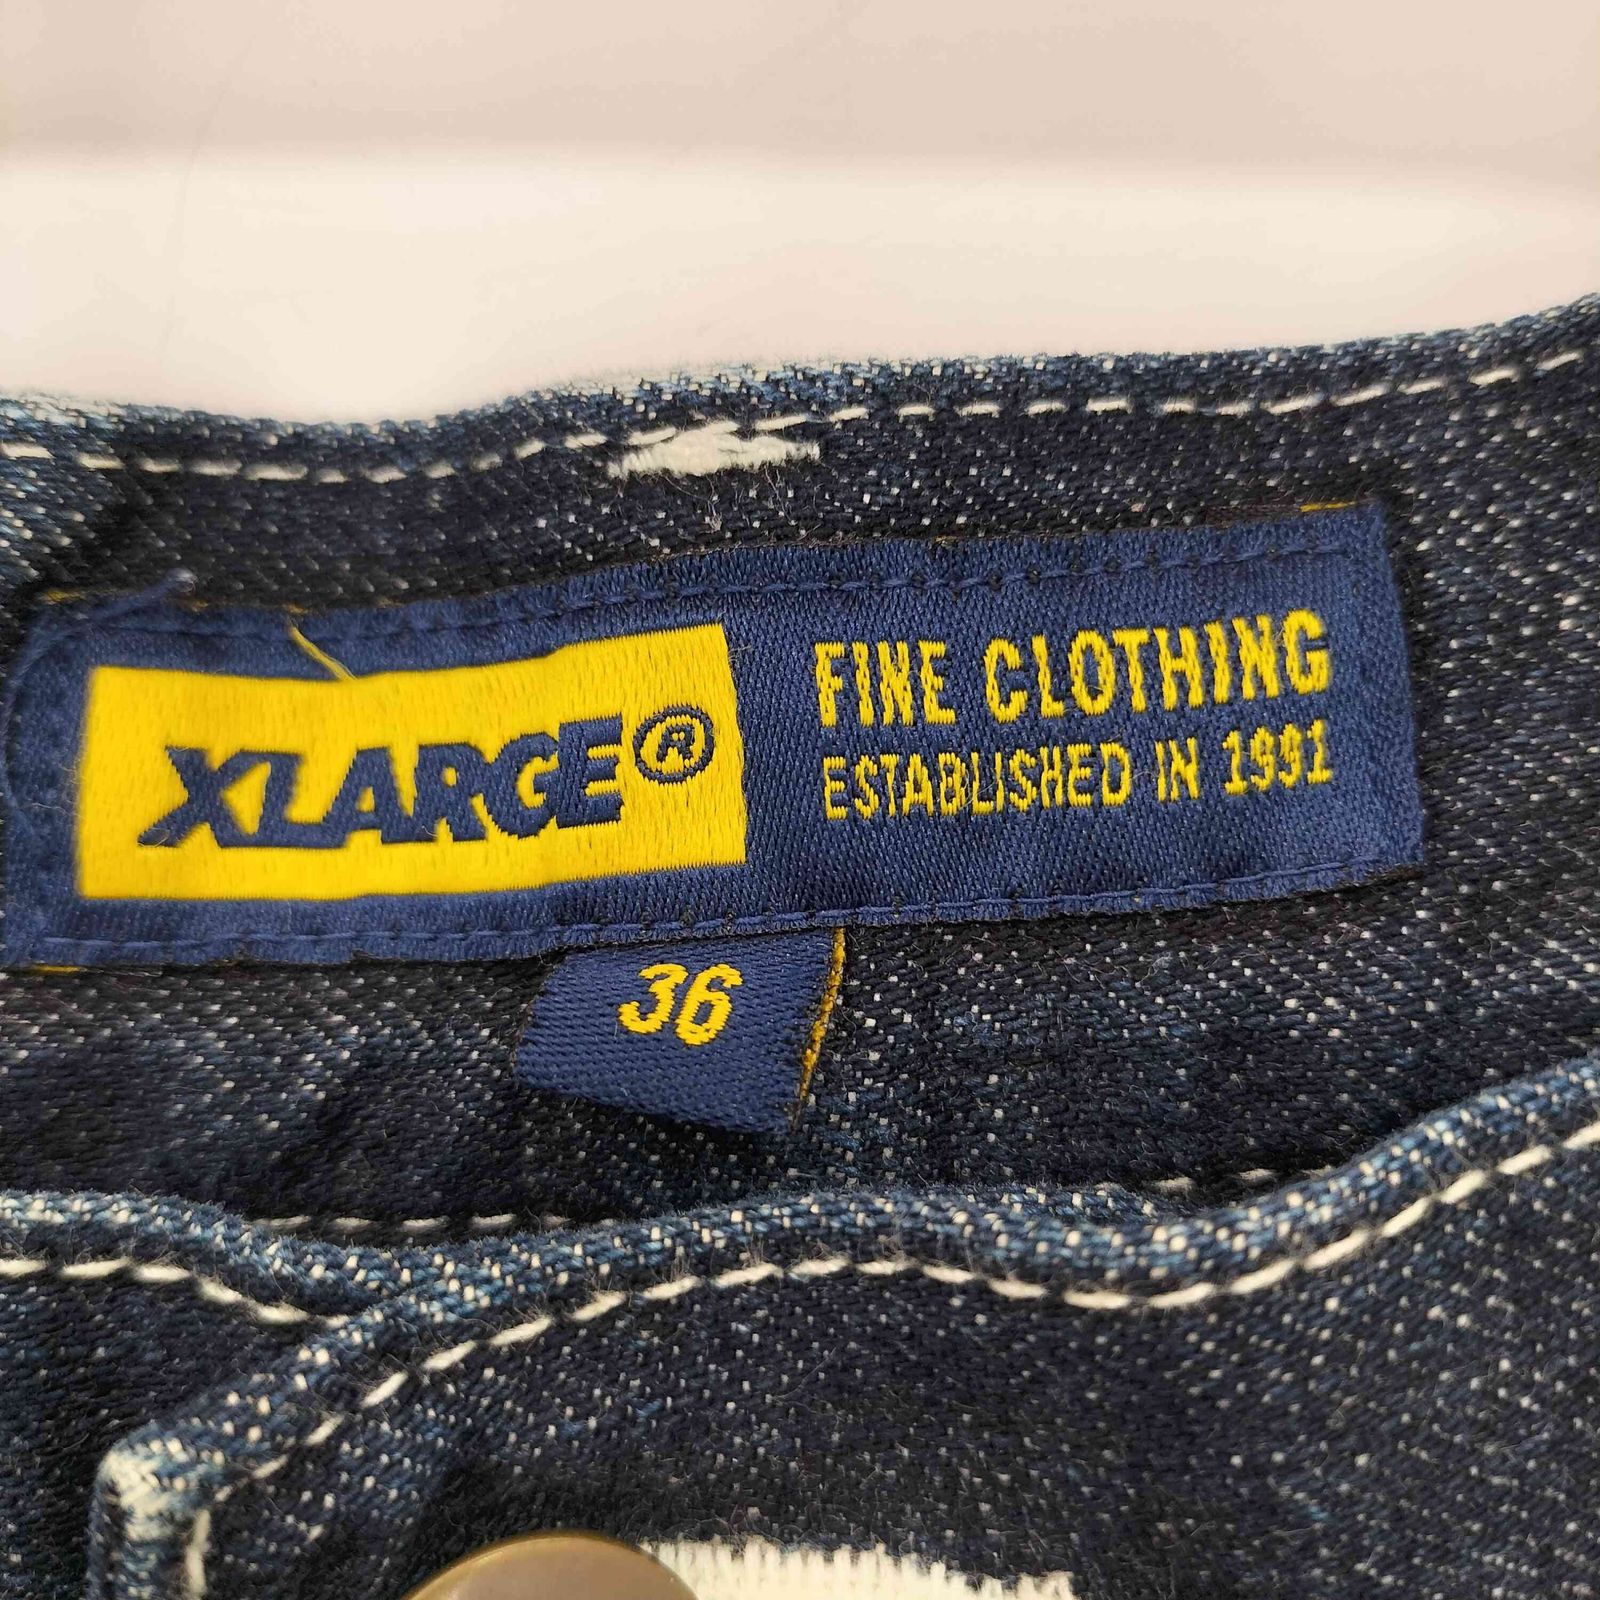 XLARGE®
FINE CLOTHING
ESTABLISHED IN 1991
36